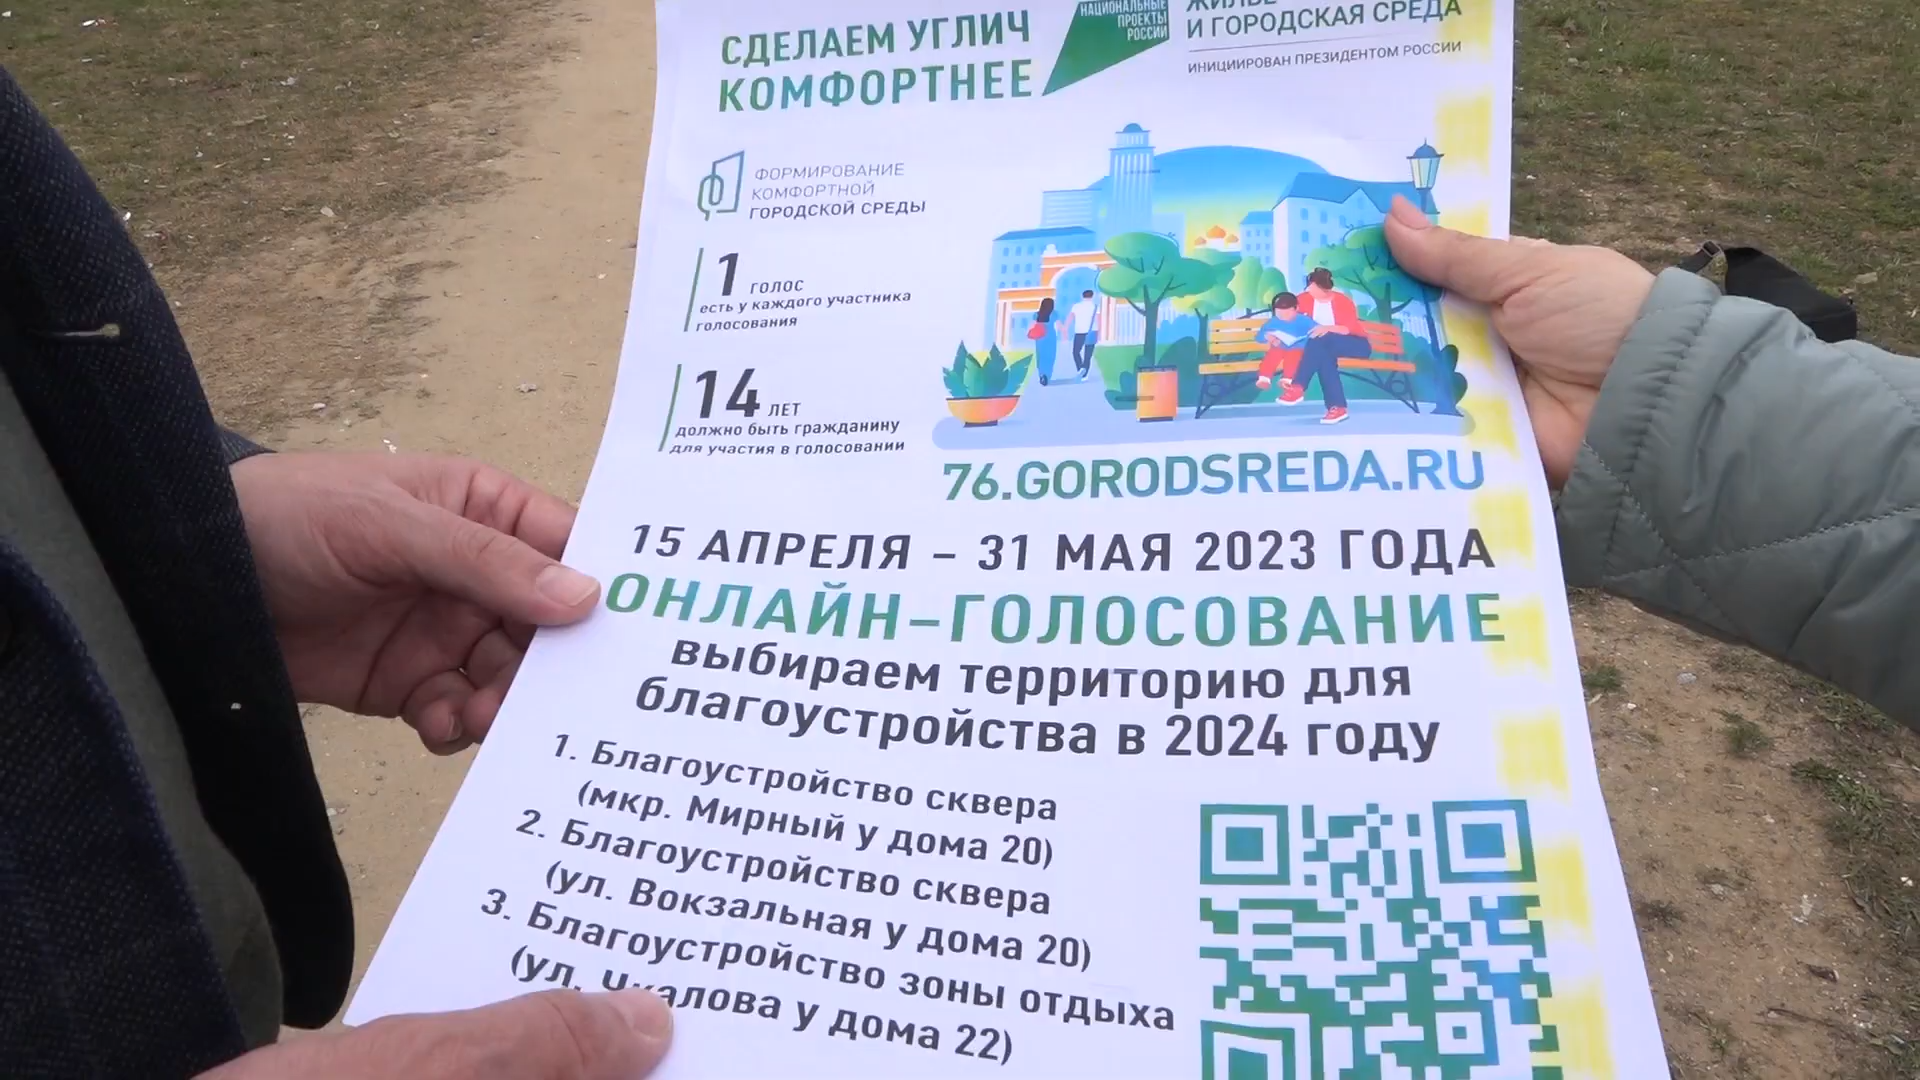 СДЕЛАЕМ УГЛИЧ
КОМФОРТНЕЕ
НАЦИОНАЛЬНЫЕ
ПРОЕКТЫ
РОССИИ
ЖИЛЬЕ
И ГОРОДСКАЯ СРЕДА
ИНИЦИИРОВАН ПРЕЗИДЕНТОМ РОССИИ
ФОРМИРОВАНИЕ
КОМФОРТНОЙ
ГОРОДСКОЙ СРЕДЫ
1 ГОЛОС
есть у каждого участника
голосования
14 ЛЕТ
должно быть гражданину
для участия в голосовании
76.GORODSREDA.RU
15 АПРЕЛЯ – 31 МАЯ 2023 ГОДА
ОНЛАЙН-ГОЛОСОВАНИЕ
выбираем территорию для
благоустройства в 2024 году
1. Благоустройство сквера
(мкр. Мирный у дома 20)
2. Благоустройство сквера
(ул. Вокзальная у дома 20)
3. Благоустройство зоны отдыха
(ул. Чкалова у дома 22)